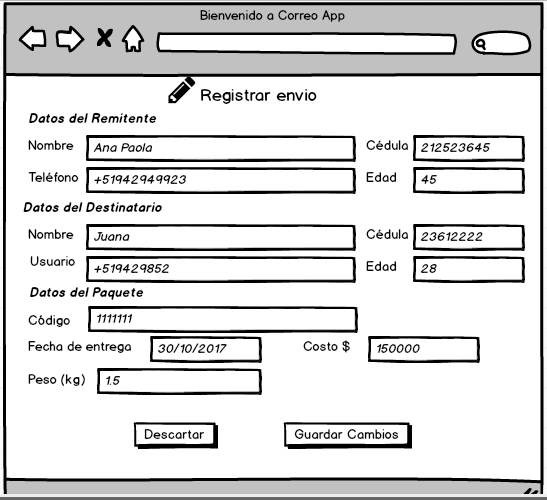 Bienvenido a Correo App
Registrar envio
Datos del Remitente
Nombre Ana Paola Cédula 212523645
Teléfono +51942949923 Edad 45
Datos del Destinatario
Nombre Juana Cédula 23612222
Usuario +519429852 Edad 28
Datos del Paquete
Código 1111111
Fecha de entrega 30/10/2017 Costo $ 150000
Peso (kg) 1.5
Descartar Guardar Cambios